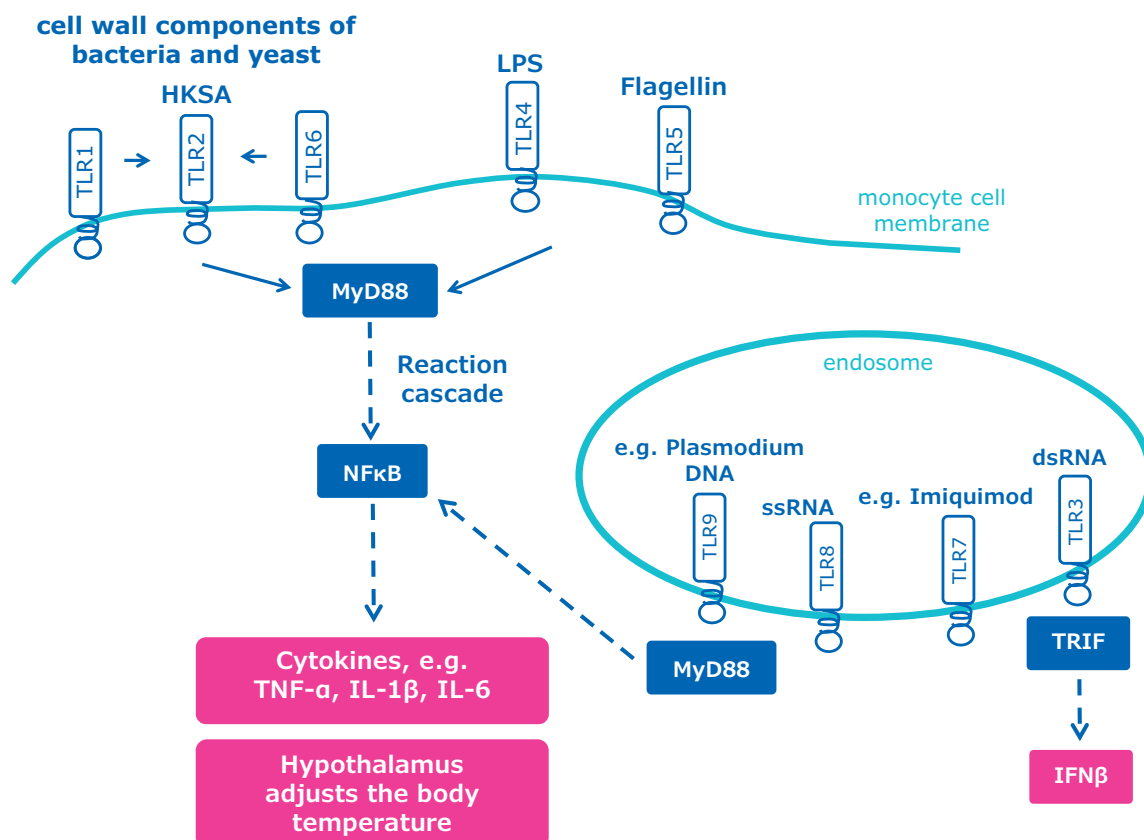 cell wall components of
bacteria and yeast
HKSA
LPS
Flagellin
TLR1
TLR2
TLR6
TLR4
TLR5
monocyte cell
membrane
MyD88
Reaction
cascade
NFκB
endosome
e.g. Plasmodium
DNA
ssRNA
e.g. Imiquimod
dsRNA
TLR9
TLR8
TLR7
TLR3
MyD88
TRIF
IFNβ
Cytokines, e.g.
TNF-α, IL-1β, IL-6
Hypothalamus
adjusts the body
temperature